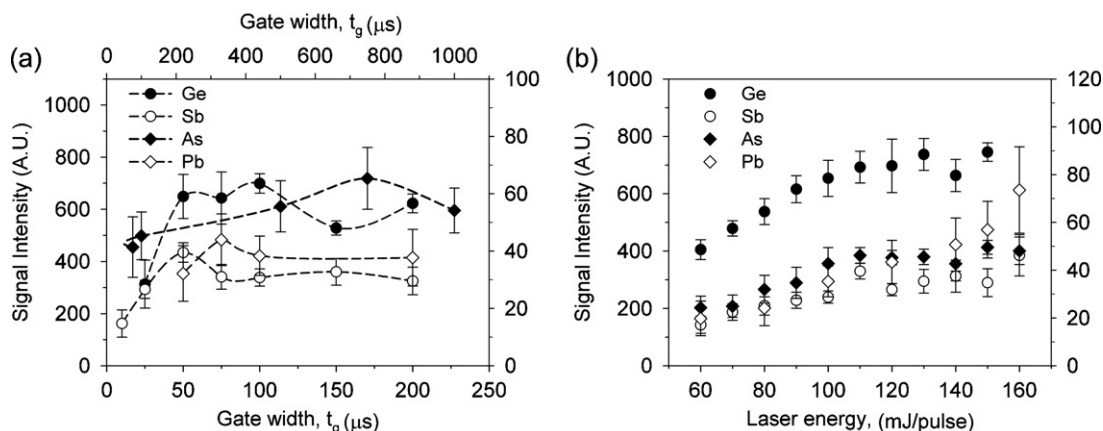 Gate width, t_g (μs)
0 200 400 600 800 1000
(a)
Signal Intensity (A.U.)
1000
800
600
400
200
0
Ge
Sb
As
Pb
100
80
60
40
20
0
0 50 100 150 200 250
Gate width, t_g (μs)
(b)
Signal Intensity (A.U.)
1000
800
600
400
200
0
Ge
Sb
As
Pb
120
100
80
60
40
20
0
60 80 100 120 140 160
Laser energy, (mJ/pulse)